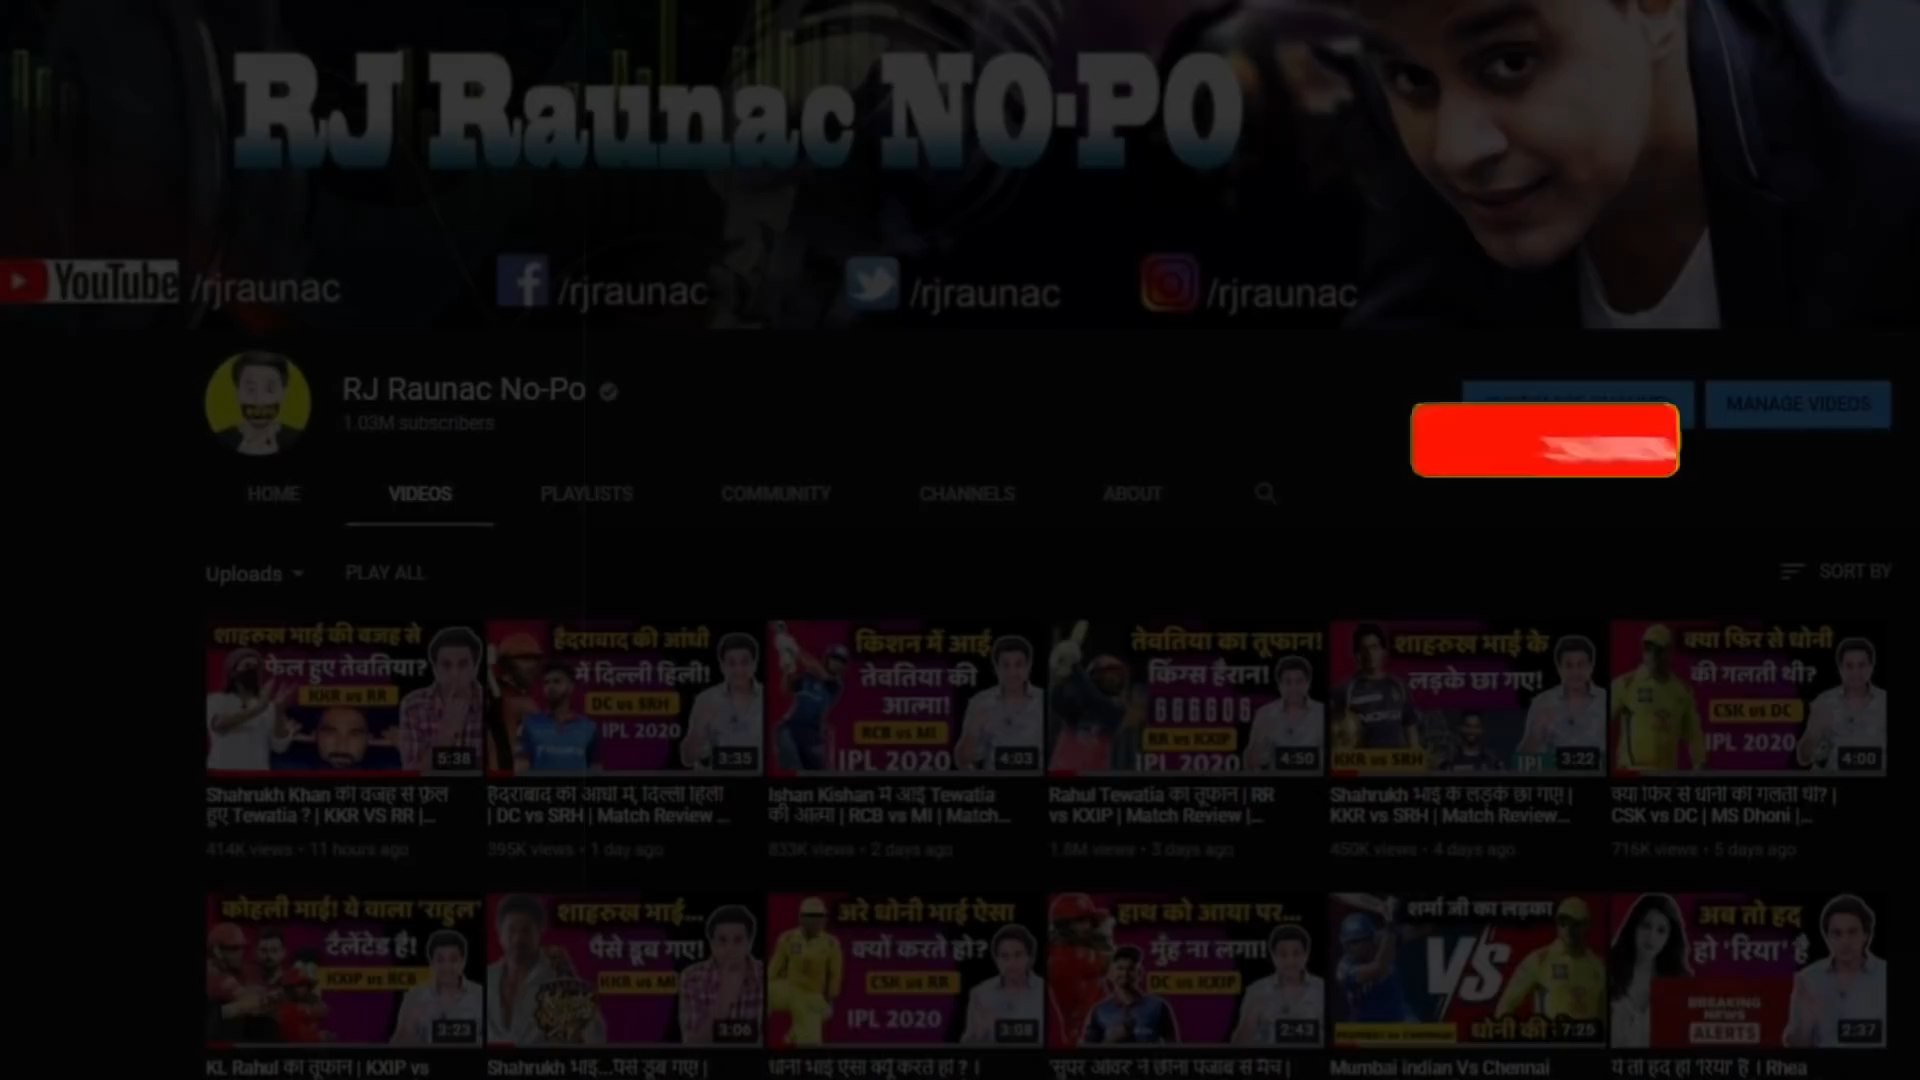 RJ Raunac NO-PO
YouTube /rjraunac
/rjraunac
/rjraunac
/rjraunac
RJ Raunac No-Po
1.03M subscribers
MANAGE VIDEOS
HOME
VIDEOS
PLAYLISTS
COMMUNITY
CHANNELS
ABOUT
Uploads
PLAY ALL
SORT BY
शाहरुख भाई की वजह से
फेल हुए तेवतिया?
KKR vs RR
5:38
हैदराबाद की आंधी
में दिल्ली हिली!
DC vs SRH
IPL 2020
3:35
किशन में आई
तेवतिया की
आत्मा!
RCB vs MI
IPL 2020
4:03
तेवतिया का तूफान!
किंग्स हैरान!
666606
RR vs KXIP
IPL 2020
4:50
शाहरुख भाई के
लड़के छा गए!
KKR vs SRH
IPL
3:22
क्या फिर से धोनी
की गलती थी?
CSK vs DC
IPL 2020
4:00
Shahrukh Khan की वजह से फ़ेल
हुए Tewatia ? | KKR VS RR |...
414K views • 11 hours ago
हैदराबाद की आंधी में, दिल्ली हिली
| DC vs SRH | Match Review ...
395K views • 1 day ago
Ishan Kishan में आई Tewatia
की आत्मा | RCB vs MI | Match...
833K views • 2 days ago
Rahul Tewatia का तूफान | RR
vs KXIP | Match Review |...
1.8M views • 3 days ago
Shahrukh भाई के लड़के छा गए! |
KKR vs SRH | Match Review...
450K views • 4 days ago
क्या फिर से धोनी की गलती थी? |
CSK vs DC | MS Dhoni |...
716K views • 5 days ago
कोहली भाई! ये वाला 'राहुल'
टैलेंटेड है!
KXIP vs RCB
3:23
शाहरुख भाई...
पैसे डूब गए!
KKR vs MI
3:06
अरे धोनी भाई ऐसा
क्यों करते हो?
CSK vs RR
IPL 2020
3:08
हाथ को आया पर...
मुँह ना लगा!
DC vs KXIP
2:43
शर्मा जी का लड़का
VS
धोनी की
7:25
अब तो हद
हो 'रिया' है
BREAKING
NEWS
ALERTS
2:37
KL Rahul का तूफान | KXIP vs
Shahrukh भाई...पैसे डूब गए! |
धोनी भाई ऐसा क्यूँ करते हो ? |
'सुपर ओवर' ने छीना पंजाब से मैच |
Mumbai indian Vs Chennai
ये तो हद हो 'रिया' है | Rhea